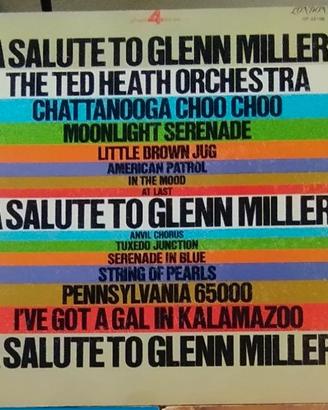 4
LONDON
A SALUTE TO GLENN MILLER
THE TED HEATH ORCHESTRA
CHATTANOOGA CHOO CHOO
MOONLIGHT SERENADE
LITTLE BROWN JUG
AMERICAN PATROL
IN THE MOOD
AT LAST
A SALUTE TO GLENN MILLER
ANVIL CHORUS
TUXEDO JUNCTION
SERENADE IN BLUE
STRING OF PEARLS
PENNSYLVANIA 65000
I'VE GOT A GAL IN KALAMAZOO
A SALUTE TO GLENN MILLER